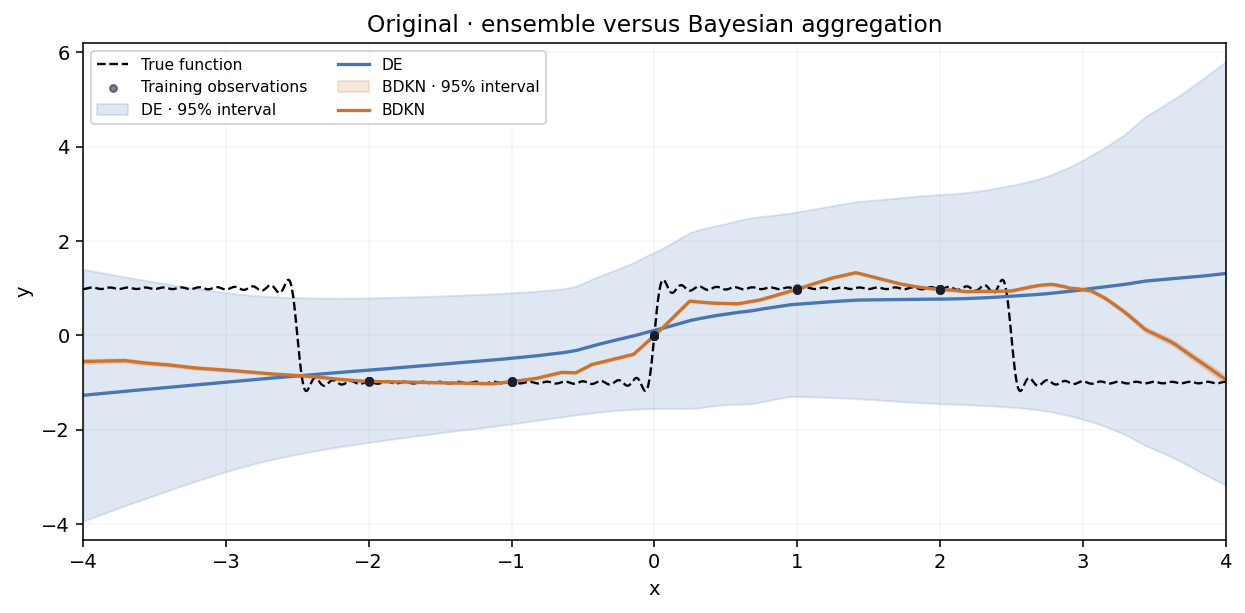 Original · ensemble versus Bayesian aggregation
True function
Training observations
DE · 95% interval
DE
BDKN · 95% interval
BDKN
6
4
2
0
−2
−4
y
−4 −3 −2 −1 0 1 2 3 4
x